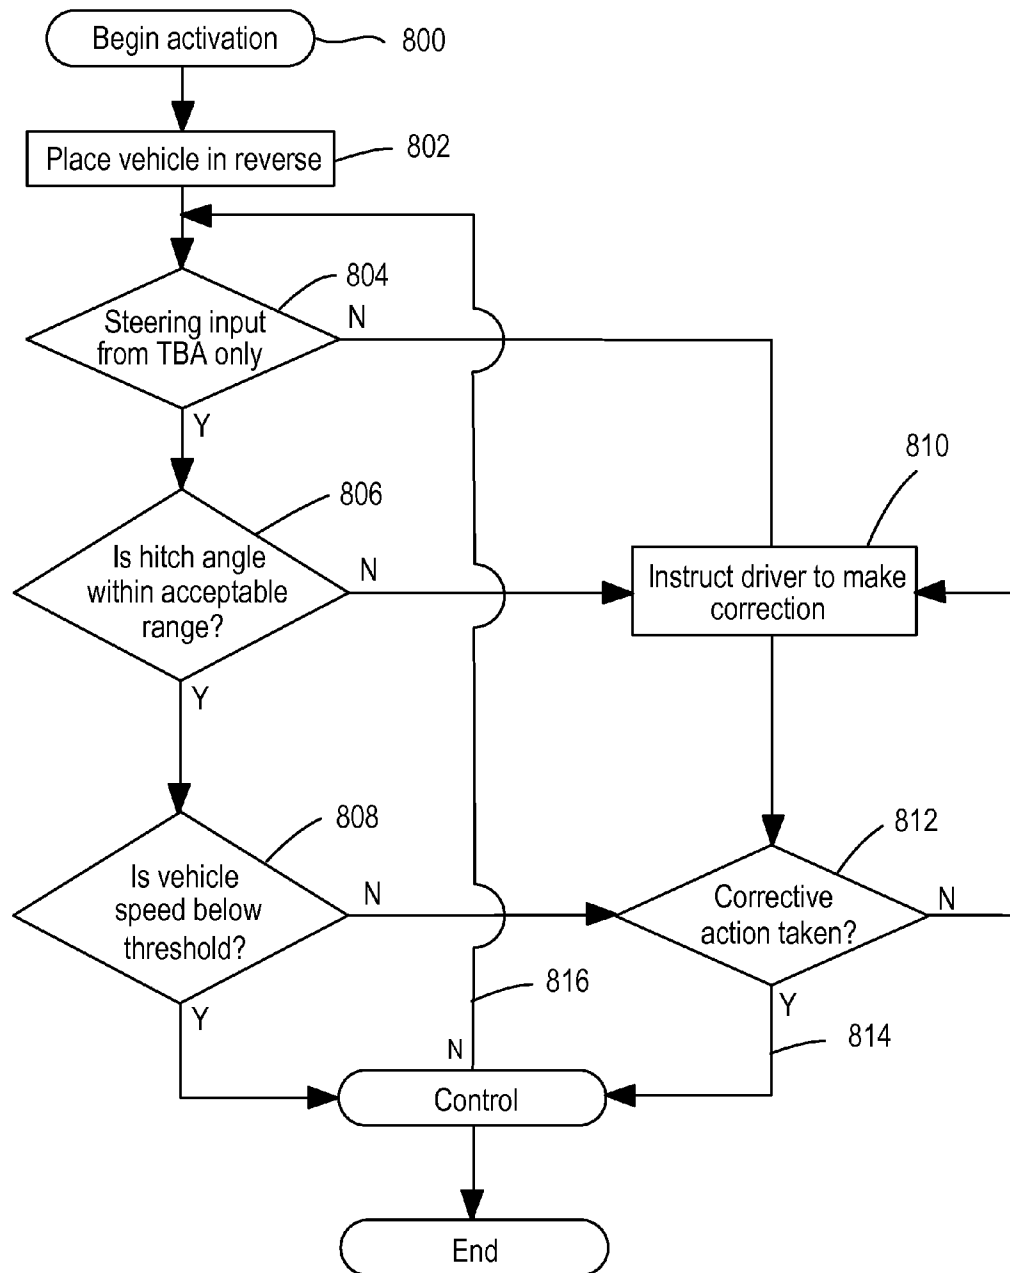 Begin activation
800
Place vehicle in reverse
802
804
Steering input
from TBA only
N
Y
806
Is hitch angle
within acceptable
range?
N
Y
810
Instruct driver to make
correction
808
Is vehicle
speed below
threshold?
N
Y
812
Corrective
action taken?
N
Y
816
814
N
Control
End